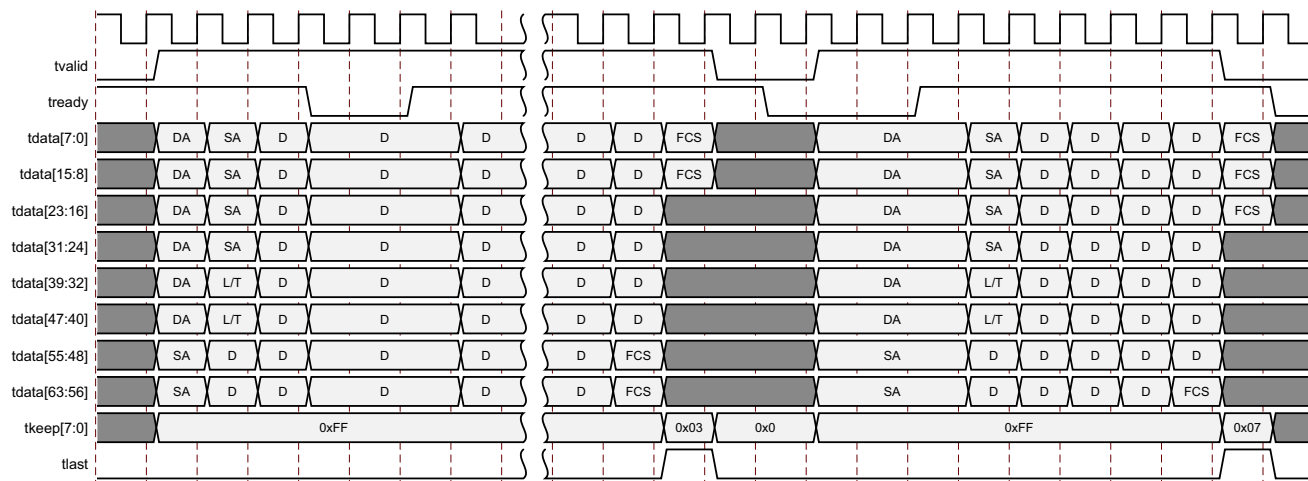 tvalid
tready
tdata[7:0] DA SA D D D D D FCS DA SA D D D D FCS
tdata[15:8] DA SA D D D D D FCS DA SA D D D D FCS
tdata[23:16] DA SA D D D D D DA SA D D D D FCS
tdata[31:24] DA SA D D D D D DA SA D D D D
tdata[39:32] DA L/T D D D D D DA L/T D D D D
tdata[47:40] DA L/T D D D D D DA L/T D D D D
tdata[55:48] SA D D D D D FCS SA D D D D D
tdata[63:56] SA D D D D D FCS SA D D D D FCS
tkeep[7:0] 0xFF 0x03 0x0 0xFF 0x07
tlast